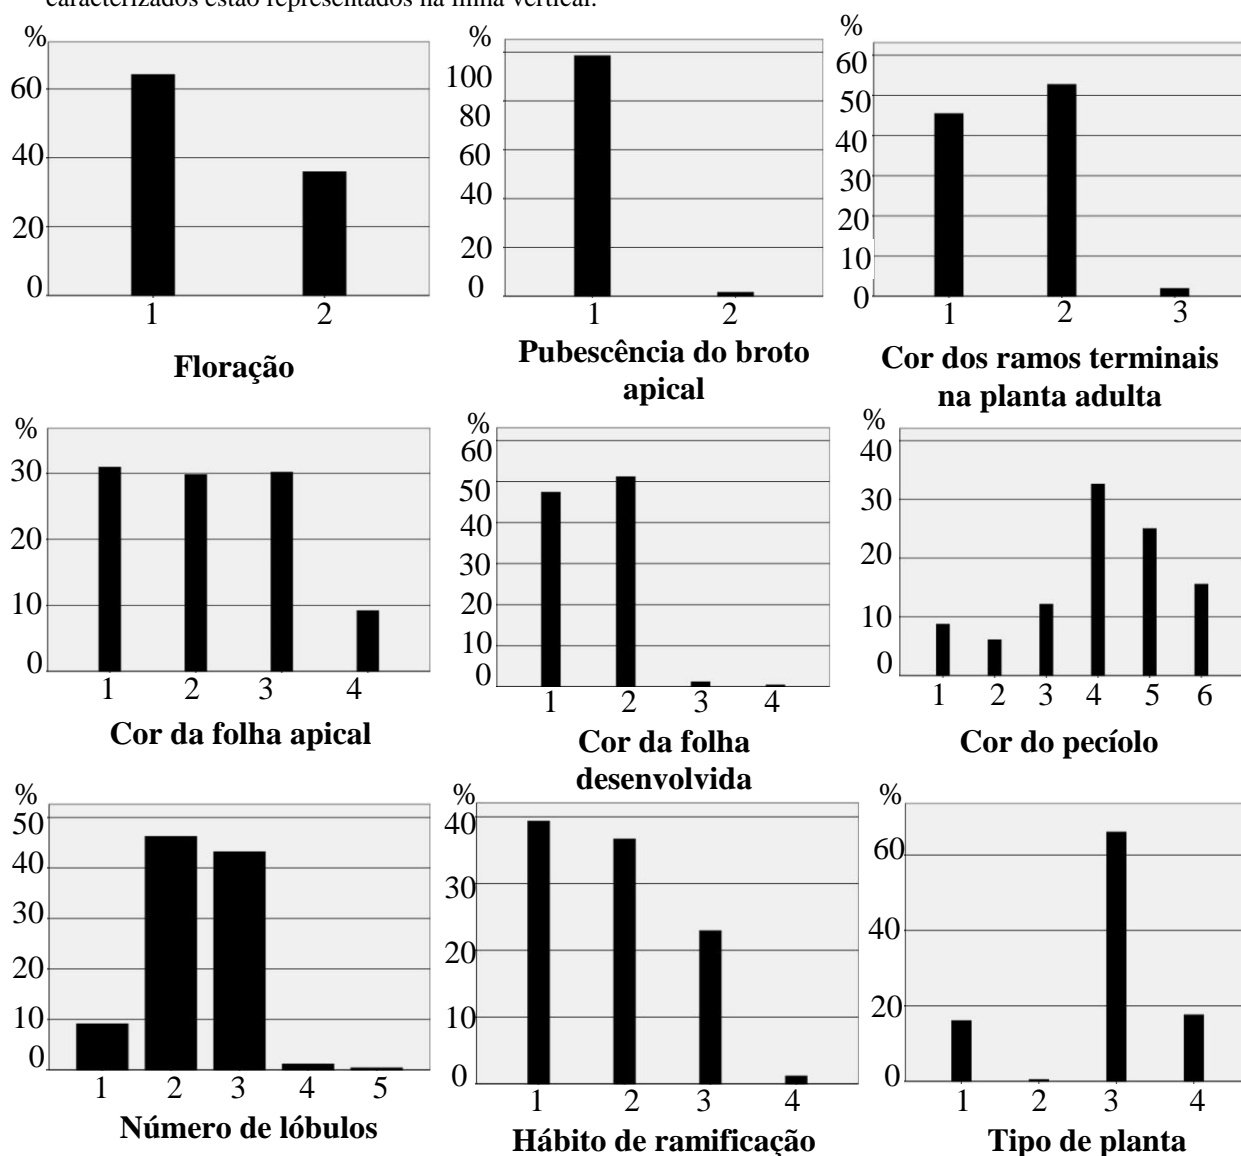 caracterizados estão representados na linha vertical.
%
60
40
20
0
1 2
Floração
%
100
80
60
40
20
0
1 2
Pubescência do broto
apical
%
60
50
40
30
20
10
0
1 2 3
Cor dos ramos terminais
na planta adulta
%
30
20
10
0
1 2 3 4
Cor da folha apical
%
60
50
40
30
20
10
0
1 2 3 4
Cor da folha
desenvolvida
%
40
30
20
10
0
1 2 3 4 5 6
Cor do pecíolo
%
50
40
30
20
10
0
1 2 3 4 5
Número de lóbulos
%
40
30
20
10
0
1 2 3 4
Hábito de ramificação
%
60
40
20
0
1 2 3 4
Tipo de planta